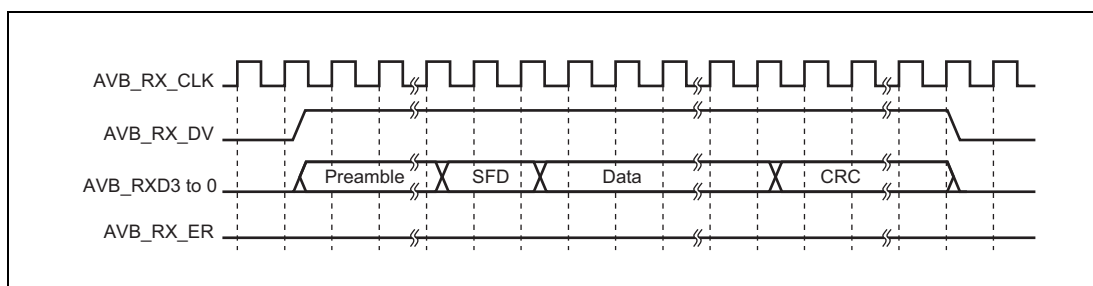 AVB_RX_CLK
AVB_RX_DV
AVB_RXD3 to 0 Preamble SFD Data CRC
AVB_RX_ER